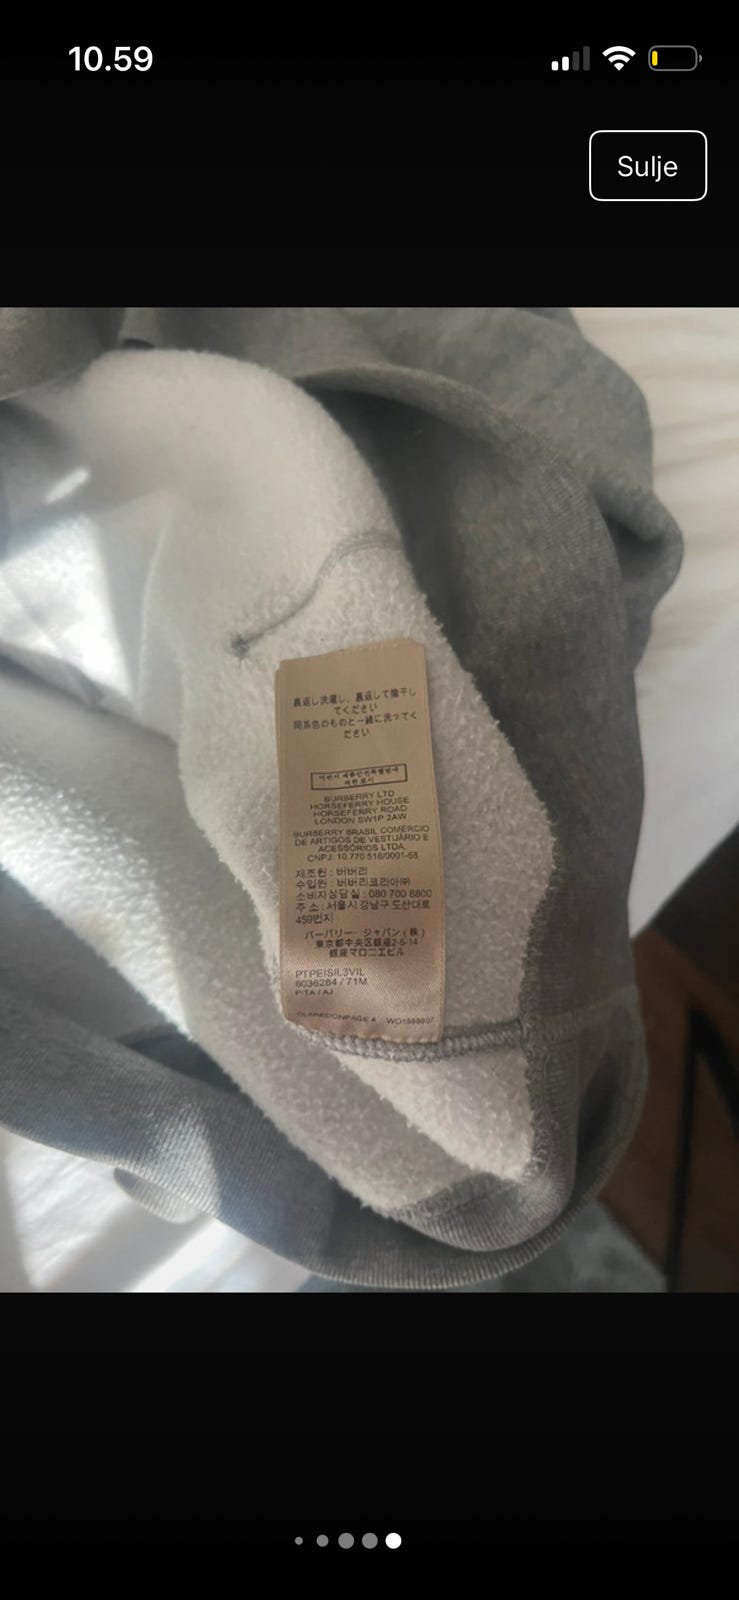 10.59
Sulje
裏返し洗濯し、裏返して陰干し
てください
同系色のものと一緒に洗ってく
ださい
BURBERRY LTD
HORSEFERRY HOUSE
HORSEFERRY ROAD
LONDON SW1P 2AW
BURBERRY BRASIL COMÉRCIO
DE ARTIGOS DE VESTUÁRIO E
ACESSÓRIOS LTDA.
CNPJ: 10.770.518/0001-68
제조원 : 버버리
수입원 : 버버리코리아㈜
소비자상담실 : 080 700 8800
주 소 : 서울시 강남구 도산대로
459번지
バーバリー・ジャパン(株)
東京都中央区銀座2-5-14
銀座マロニエビル
PTPEISIL3VIL
8036284 / 71M
PITA / AJ
CLAREDONPAGE 4